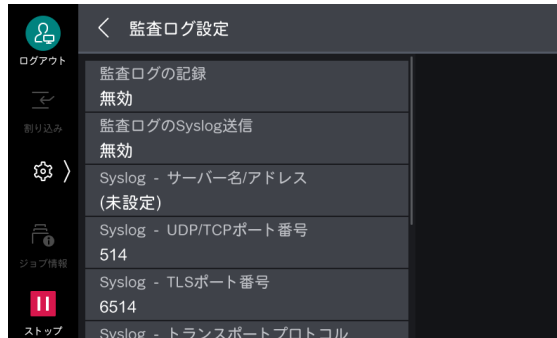 監査ログ設定
ログアウト
監査ログの記録
無効
割り込み
監査ログのSyslog送信
無効
Syslog - サーバー名/アドレス
(未設定)
Syslog - UDP/TCPポート番号
514
ジョブ情報
Syslog - TLSポート番号
6514
ストップ
Syslog - トランスポートプロトコル